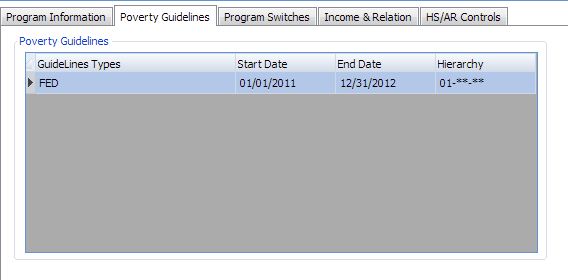 Program Information Poverty Guidelines Program Switches Income & Relation HS/AR Controls
Poverty Guidelines
GuideLines Types Start Date End Date Hierarchy
FED 01/01/2011 12/31/2012 01-**-**